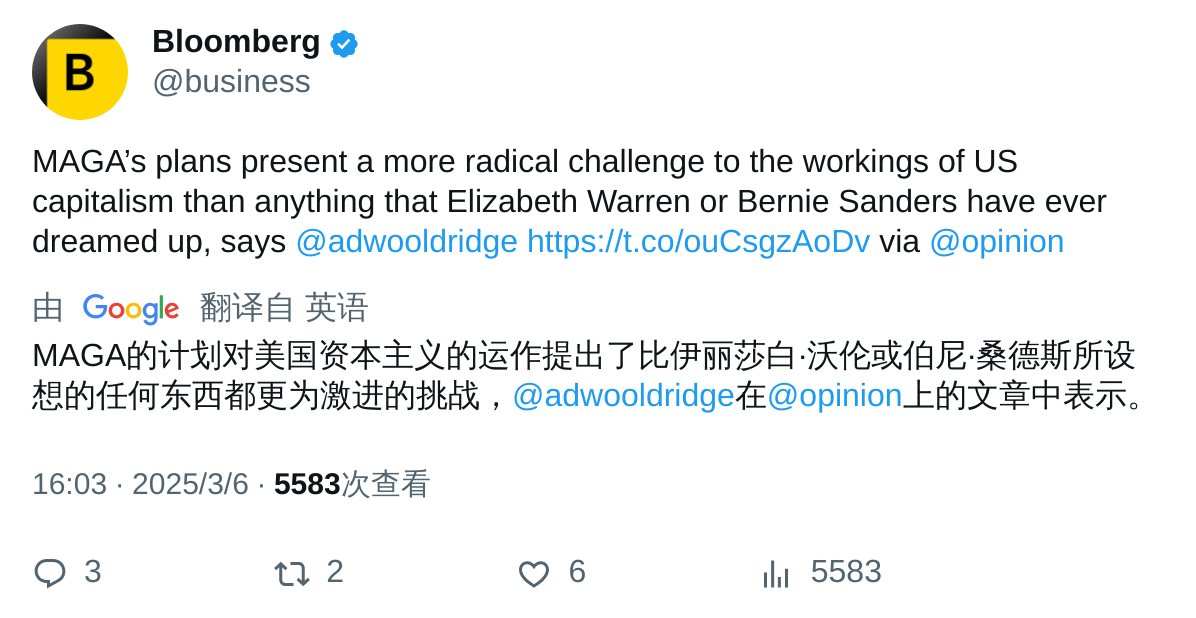 B
Bloomberg
@business
MAGA’s plans present a more radical challenge to the workings of US
capitalism than anything that Elizabeth Warren or Bernie Sanders have ever
dreamed up, says @adwooldridge https://t.co/ouCsgzAoDv via @opinion
由 Google 翻译自 英语
MAGA的计划对美国资本主义的运作提出了比伊丽莎白·沃伦或伯尼·桑德斯所设
想的任何东西都更为激进的挑战，@adwooldridge在@opinion上的文章中表示。
16:03 · 2025/3/6 · 5583次查看
3 2 6 5583